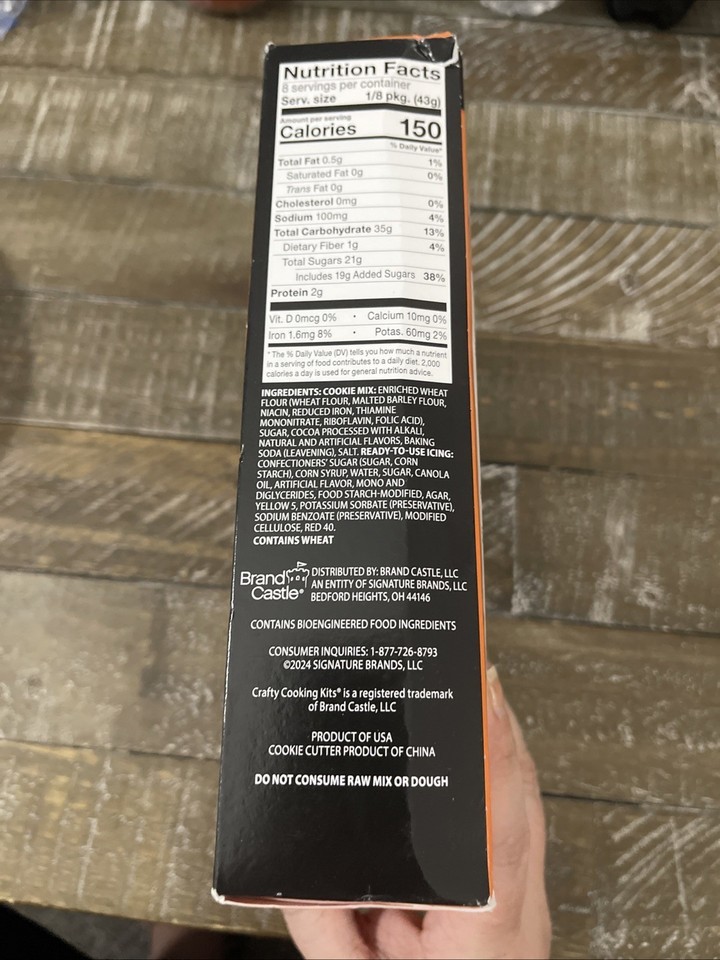 Nutrition Facts
8 servings per container
Serv. size 1/8 pkg. (43g)
Amount per serving
Calories 150
% Daily Value*
Total Fat 0.5g 1%
Saturated Fat 0g 0%
Trans Fat 0g
Cholesterol 0mg 0%
Sodium 100mg 4%
Total Carbohydrate 35g 13%
Dietary Fiber 1g 4%
Total Sugars 21g
Includes 19g Added Sugars 38%
Protein 2g
Vit. D 0mcg 0% • Calcium 10mg 0%
Iron 1.6mg 8% • Potas. 60mg 2%
* The % Daily Value (DV) tells you how much a nutrient
in a serving of food contributes to a daily diet. 2,000
calories a day is used for general nutrition advice.
INGREDIENTS: COOKIE MIX: ENRICHED WHEAT
FLOUR (WHEAT FLOUR, MALTED BARLEY FLOUR,
NIACIN, REDUCED IRON, THIAMINE
MONONITRATE, RIBOFLAVIN, FOLIC ACID),
SUGAR, COCOA PROCESSED WITH ALKALI,
NATURAL AND ARTIFICIAL FLAVORS, BAKING
SODA (LEAVENING), SALT. READY-TO-USE ICING:
CONFECTIONERS' SUGAR (SUGAR, CORN
STARCH), CORN SYRUP, WATER, SUGAR, CANOLA
OIL, ARTIFICIAL FLAVOR, MONO AND
DIGLYCERIDES, FOOD STARCH-MODIFIED, AGAR,
YELLOW 5, POTASSIUM SORBATE (PRESERVATIVE),
SODIUM BENZOATE (PRESERVATIVE), MODIFIED
CELLULOSE, RED 40.
CONTAINS WHEAT
Brand
Castle®
DISTRIBUTED BY: BRAND CASTLE, LLC
AN ENTITY OF SIGNATURE BRANDS, LLC
BEDFORD HEIGHTS, OH 44146
CONTAINS BIOENGINEERED FOOD INGREDIENTS
CONSUMER INQUIRIES: 1-877-726-8793
©2024 SIGNATURE BRANDS, LLC
Crafty Cooking Kits® is a registered trademark
of Brand Castle, LLC
PRODUCT OF USA
COOKIE CUTTER PRODUCT OF CHINA
DO NOT CONSUME RAW MIX OR DOUGH